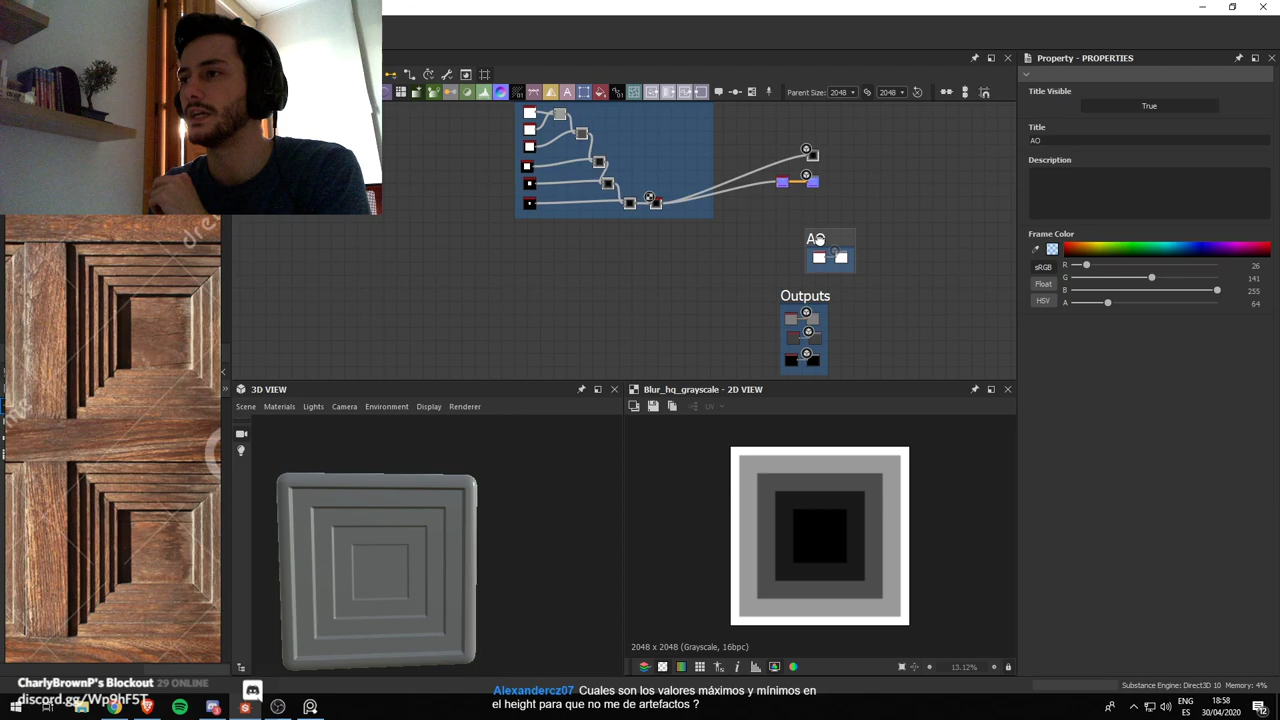 Property - PROPERTIES
Parent Size: 2048 2048
Title Visible
True
Title
AO
Description
Frame Color
sRGB
R 26
Float
G 141
B 255
HSV
A 64
AO
Outputs
3D VIEW
Blur_hq_grayscale - 2D VIEW
Scene Materials Lights Camera Environment Display Renderer
UV
dre
2048 x 2048 (Grayscale, 16bpc)
13.12%
CharlyBrownP's Blockout 29 ONLINE
discord.gg/Wp9hF5T
Alexandercz07 Cuales son los valores máximos y mínimos en
el height para que no me de artefactos ?
Substance Engine: Direct3D 10 Memory: 4%
ENG
ES
18:58
30/04/2020
12